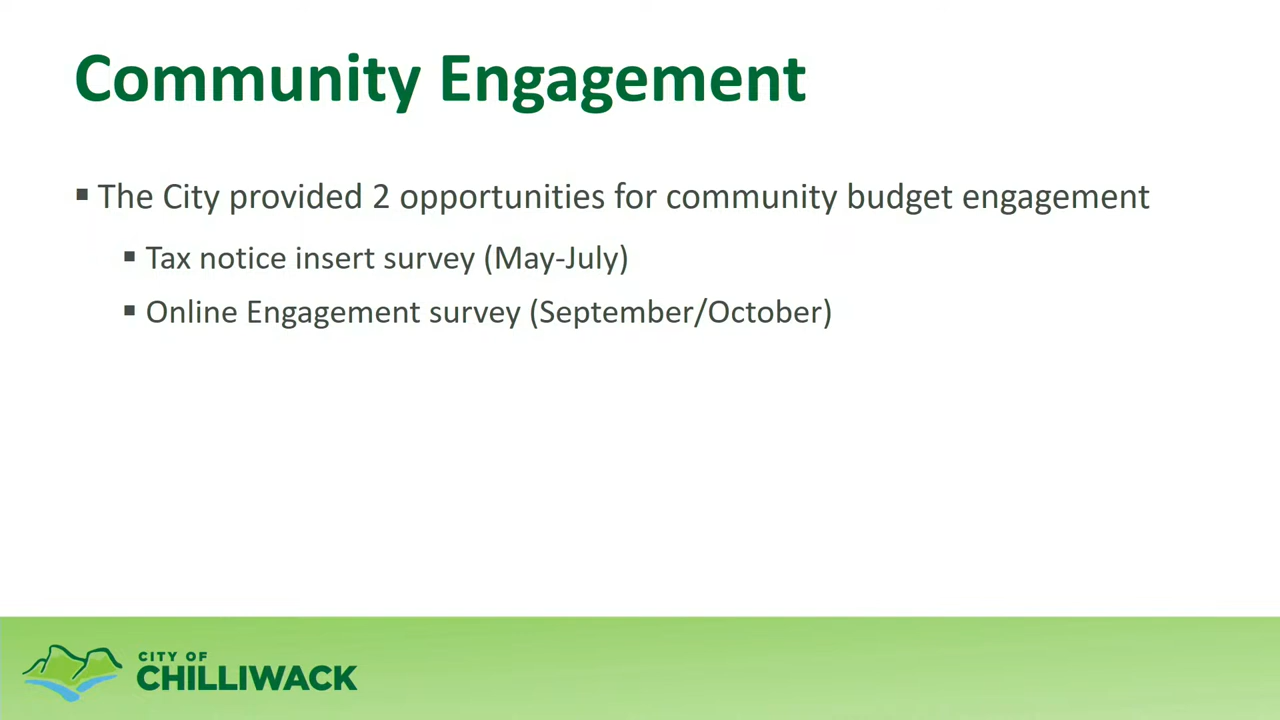 Community Engagement
▪ The City provided 2 opportunities for community budget engagement
▪ Tax notice insert survey (May-July)
▪ Online Engagement survey (September/October)
CITY OF
CHILLIWACK